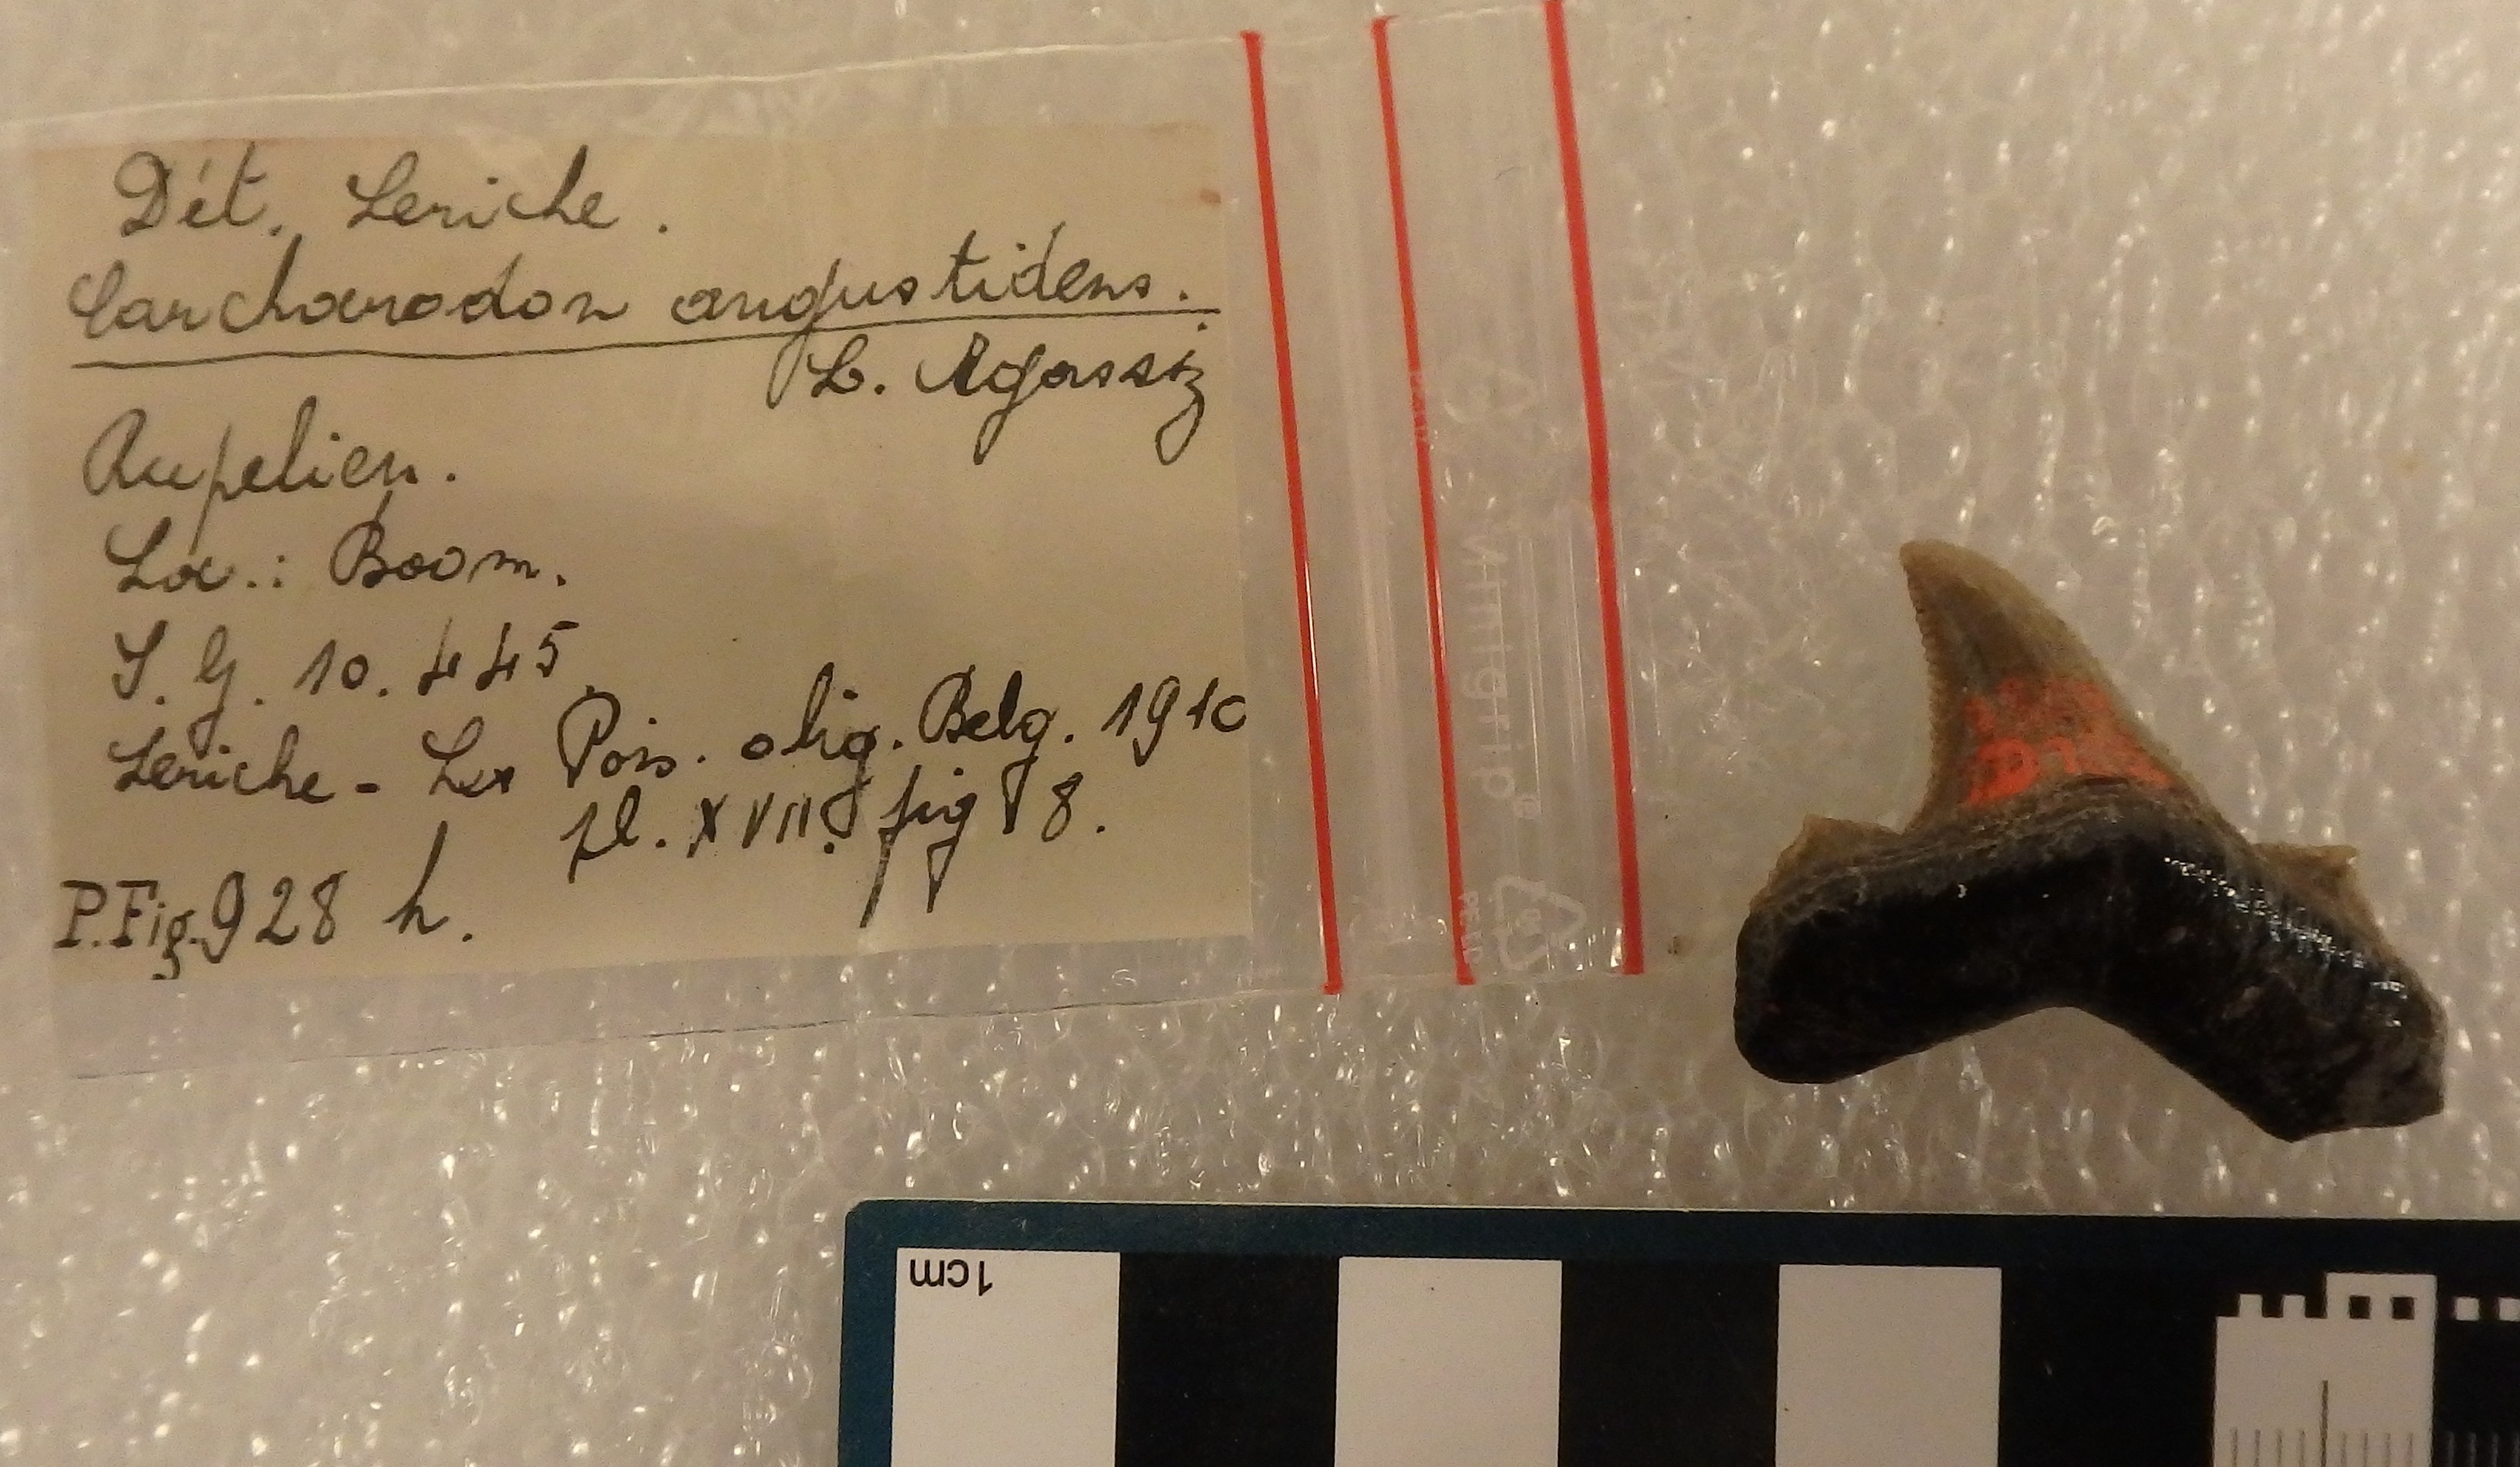 Dét. Leriche.
Carcharodon angustidens.
L. Agassiz
Rupelien.
Loc.: Boom.
I. G. 10.445.
Leriche - Les Pois. olig. Belg. 1910
pl. XVII. fig 8.
P.Fig.928 h.
minigrip®
1cm